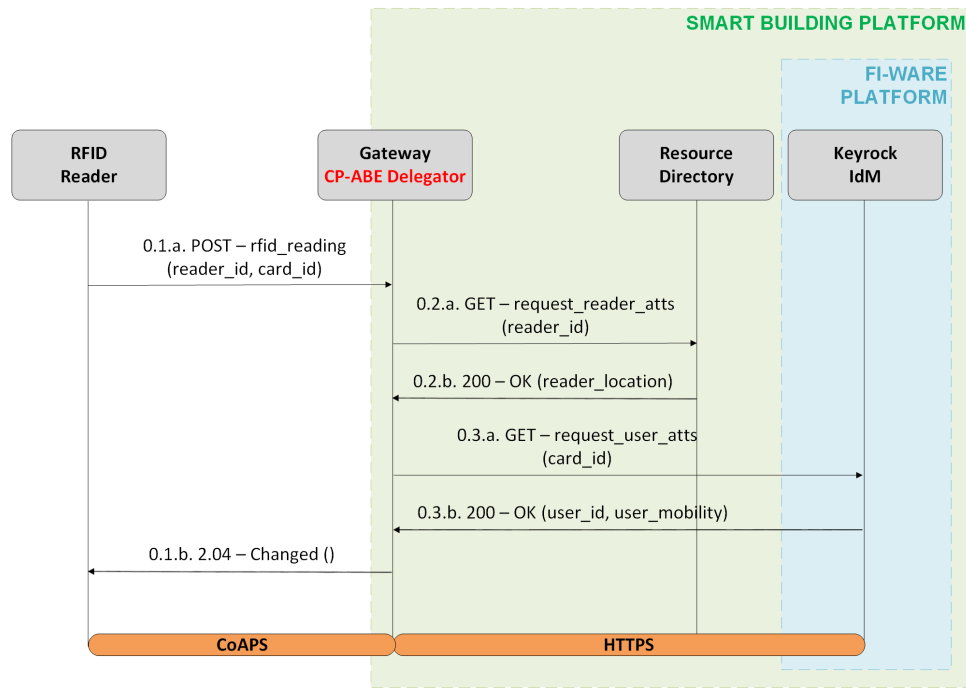 SMART BUILDING PLATFORM
FI-WARE
PLATFORM
RFID
Reader
Gateway
CP-ABE Delegator
Resource
Directory
Keyrock
IdM
0.1.a. POST – rfid_reading
(reader_id, card_id)
0.2.a. GET – request_reader_atts
(reader_id)
0.2.b. 200 – OK (reader_location)
0.3.a. GET – request_user_atts
(card_id)
0.3.b. 200 – OK (user_id, user_mobility)
0.1.b. 2.04 – Changed ()
CoAPS
HTTPS